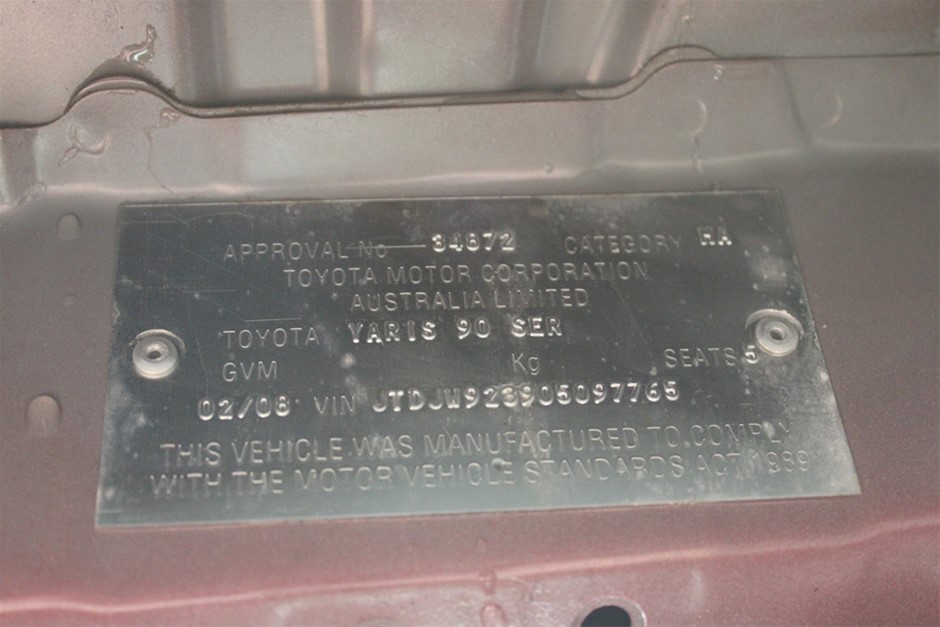 APPROVAL No 34872 CATEGORY MA
TOYOTA MOTOR CORPORATION
AUSTRALIA LIMITED
TOYOTA YARIS 90 SER
GVM Kg SEATS 5
02/08 VIN JTDJW923905097765
THIS VEHICLE WAS MANUFACTURED TO COMPLY
WITH THE MOTOR VEHICLE STANDARDS ACT 1989